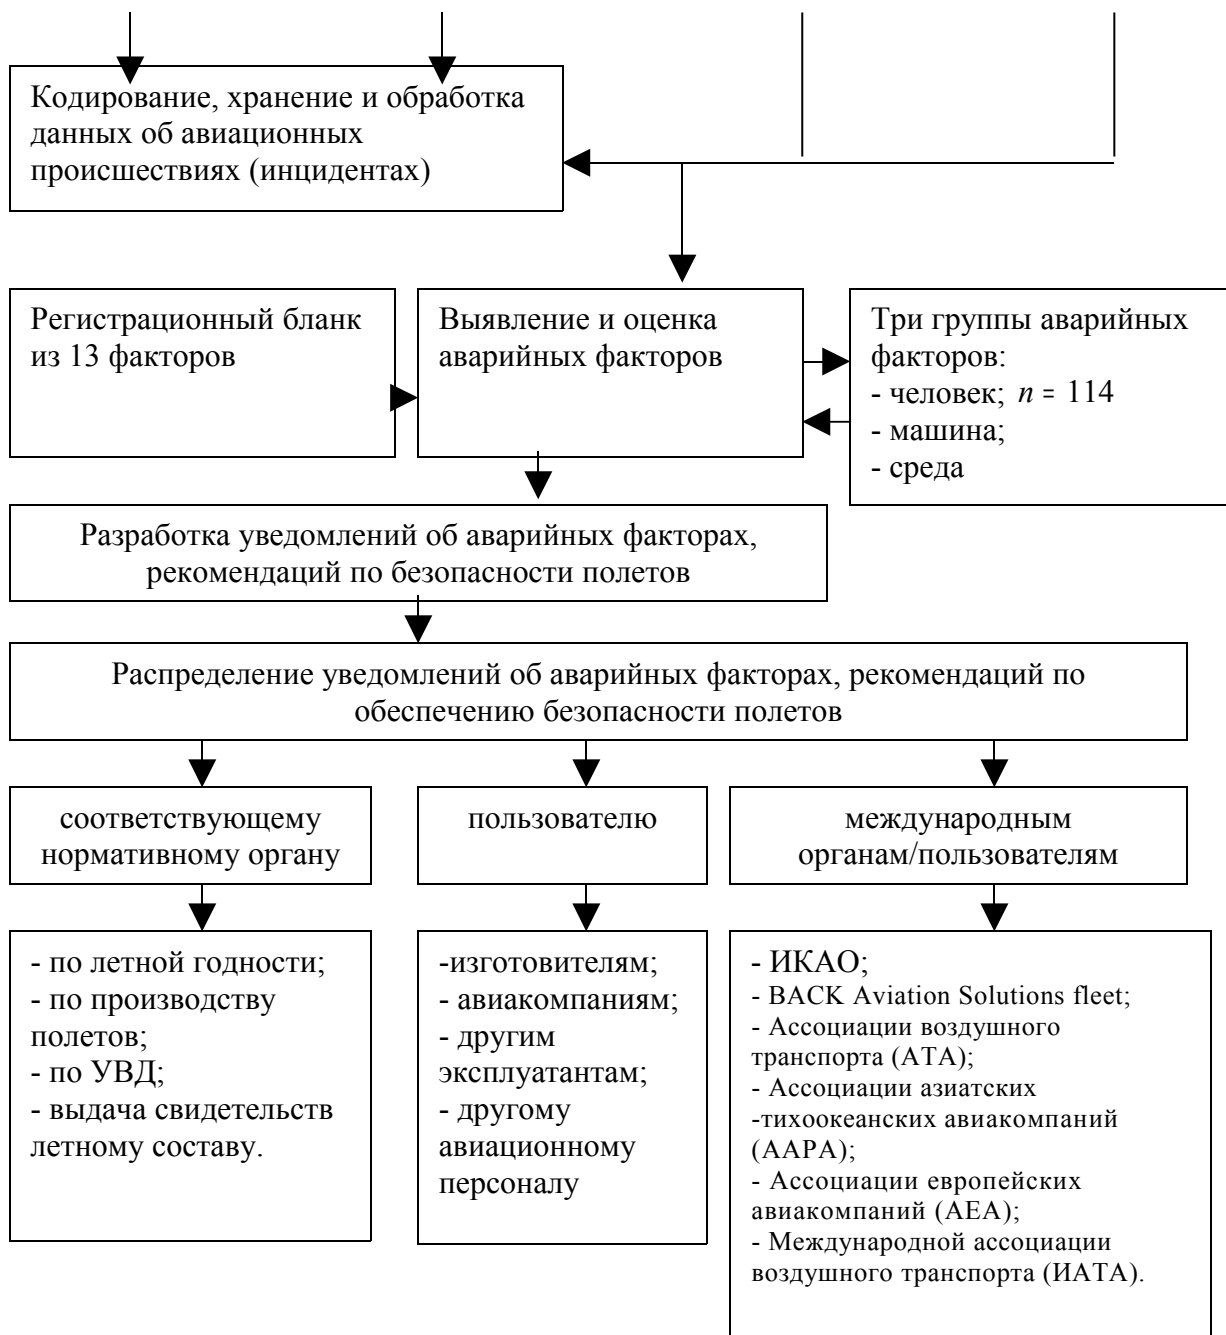 Кодирование, хранение и обработка
данных об авиационных
происшествиях (инцидентах)
Регистрационный бланк
из 13 факторов
Выявление и оценка
аварийных факторов
Три группы аварийных
факторов:
- человек; n = 114
- машина;
- среда
Разработка уведомлений об аварийных факторах,
рекомендаций по безопасности полетов
Распределение уведомлений об аварийных факторах, рекомендаций по
обеспечению безопасности полетов
соответствующему
нормативному органу
пользователю
международным
органам/пользователям
- по летной годности;
- по производству
полетов;
- по УВД;
- выдача свидетельств
летному составу.
-изготовителям;
- авиакомпаниям;
- другим
эксплуатантам;
- другому
авиационному
персоналу
- ИКАО;
- BACK Aviation Solutions fleet;
- Ассоциации воздушного
транспорта (АТА);
- Ассоциации азиатских
-тихоокеанских авиакомпаний
(ААРА);
- Ассоциации европейских
авиакомпаний (АЕА);
- Международной ассоциации
воздушного транспорта (ИАТА).